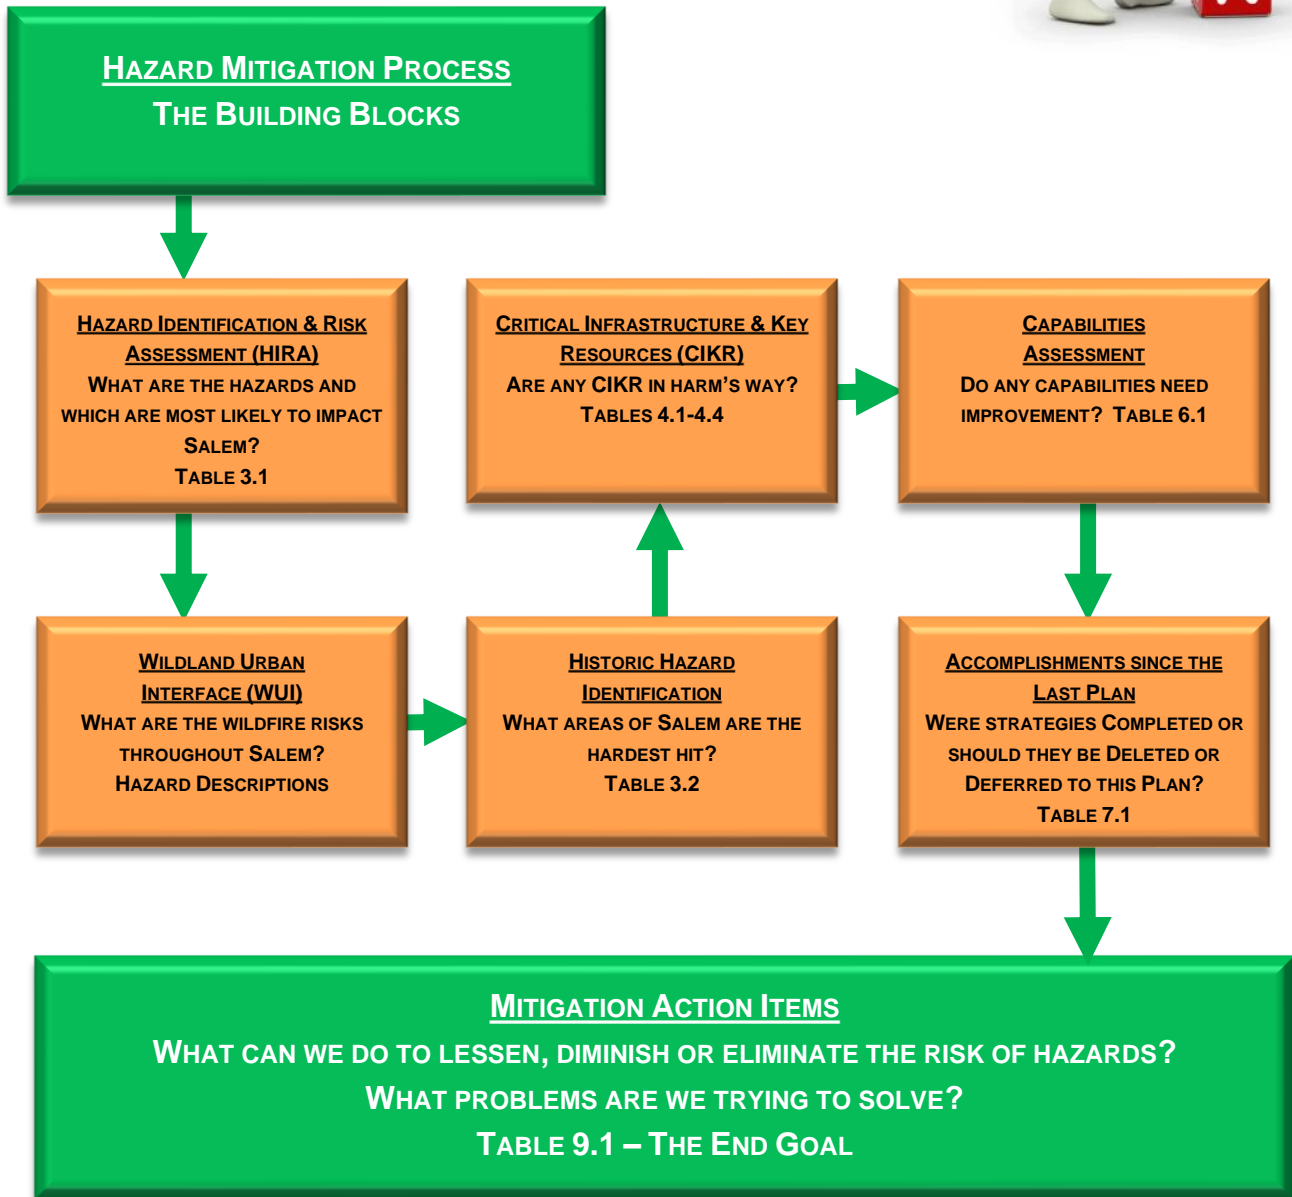 HAZARD MITIGATION PROCESS
THE BUILDING BLOCKS
HAZARD IDENTIFICATION & RISK
ASSESSMENT (HIRA)
WHAT ARE THE HAZARDS AND
WHICH ARE MOST LIKELY TO IMPACT
SALEM?
TABLE 3.1
WILDLAND URBAN
INTERFACE (WUI)
WHAT ARE THE WILDFIRE RISKS
THROUGHOUT SALEM?
HAZARD DESCRIPTIONS
HISTORIC HAZARD
IDENTIFICATION
WHAT AREAS OF SALEM ARE THE
HARDEST HIT?
TABLE 3.2
CRITICAL INFRASTRUCTURE & KEY
RESOURCES (CIKR)
ARE ANY CIKR IN HARM'S WAY?
TABLES 4.1-4.4
CAPABILITIES
ASSESSMENT
DO ANY CAPABILITIES NEED
IMPROVEMENT? TABLE 6.1
ACCOMPLISHMENTS SINCE THE
LAST PLAN
WERE STRATEGIES COMPLETED OR
SHOULD THEY BE DELETED OR
DEFERRED TO THIS PLAN?
TABLE 7.1
MITIGATION ACTION ITEMS
WHAT CAN WE DO TO LESSEN, DIMINISH OR ELIMINATE THE RISK OF HAZARDS?
WHAT PROBLEMS ARE WE TRYING TO SOLVE?
TABLE 9.1 – THE END GOAL